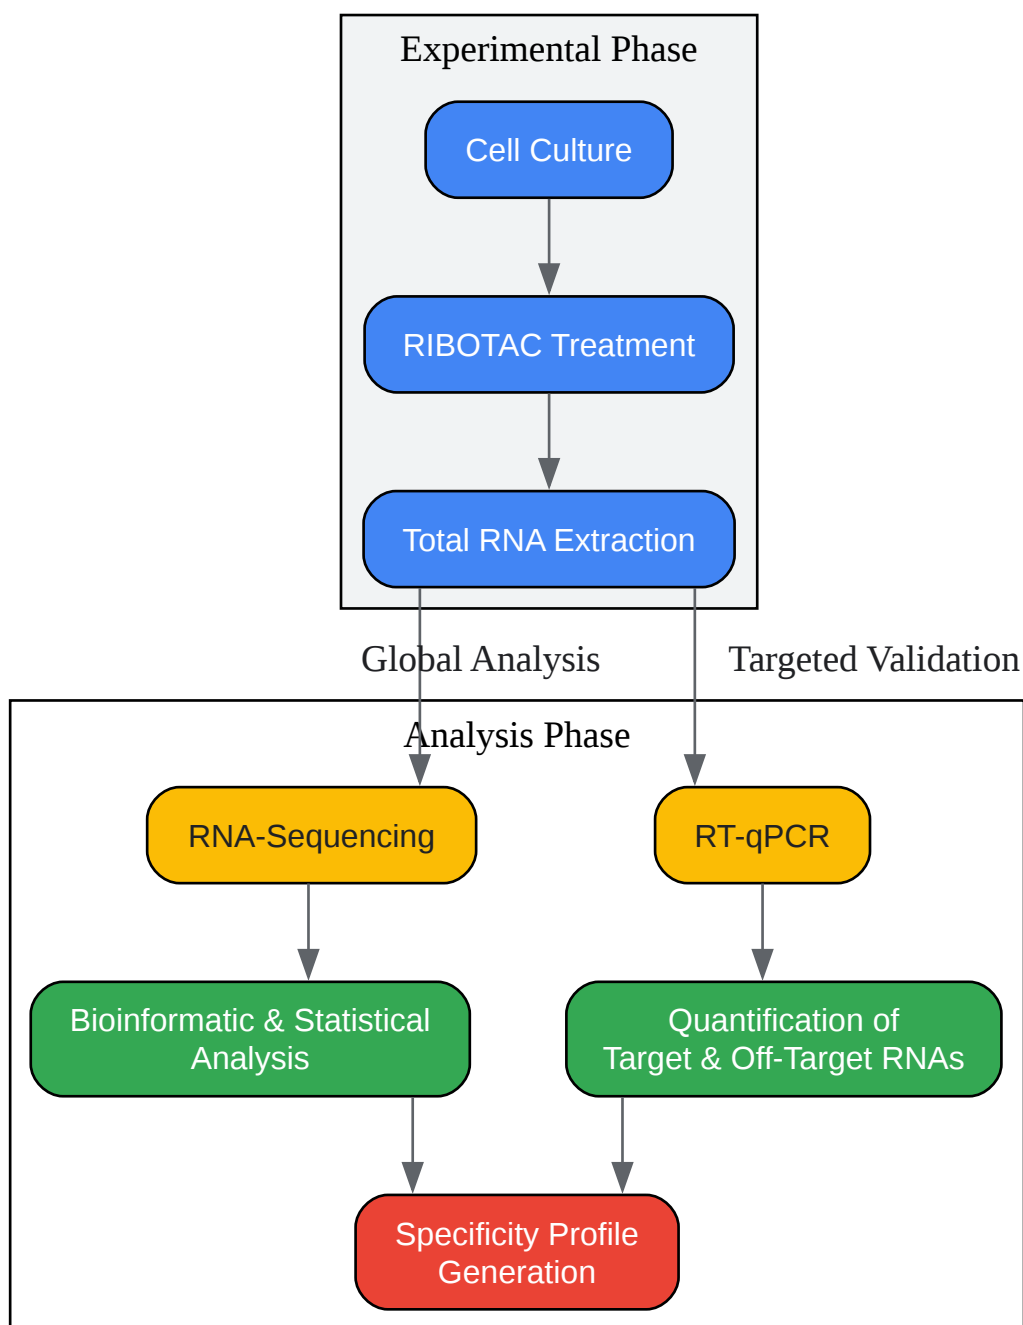 Experimental Phase
Cell Culture
RIBOTAC Treatment
Total RNA Extraction
Global Analysis
Targeted Validation
Analysis Phase
RNA-Sequencing
RT-qPCR
Bioinformatic & Statistical
Analysis
Quantification of
Target & Off-Target RNAs
Specificity Profile
Generation